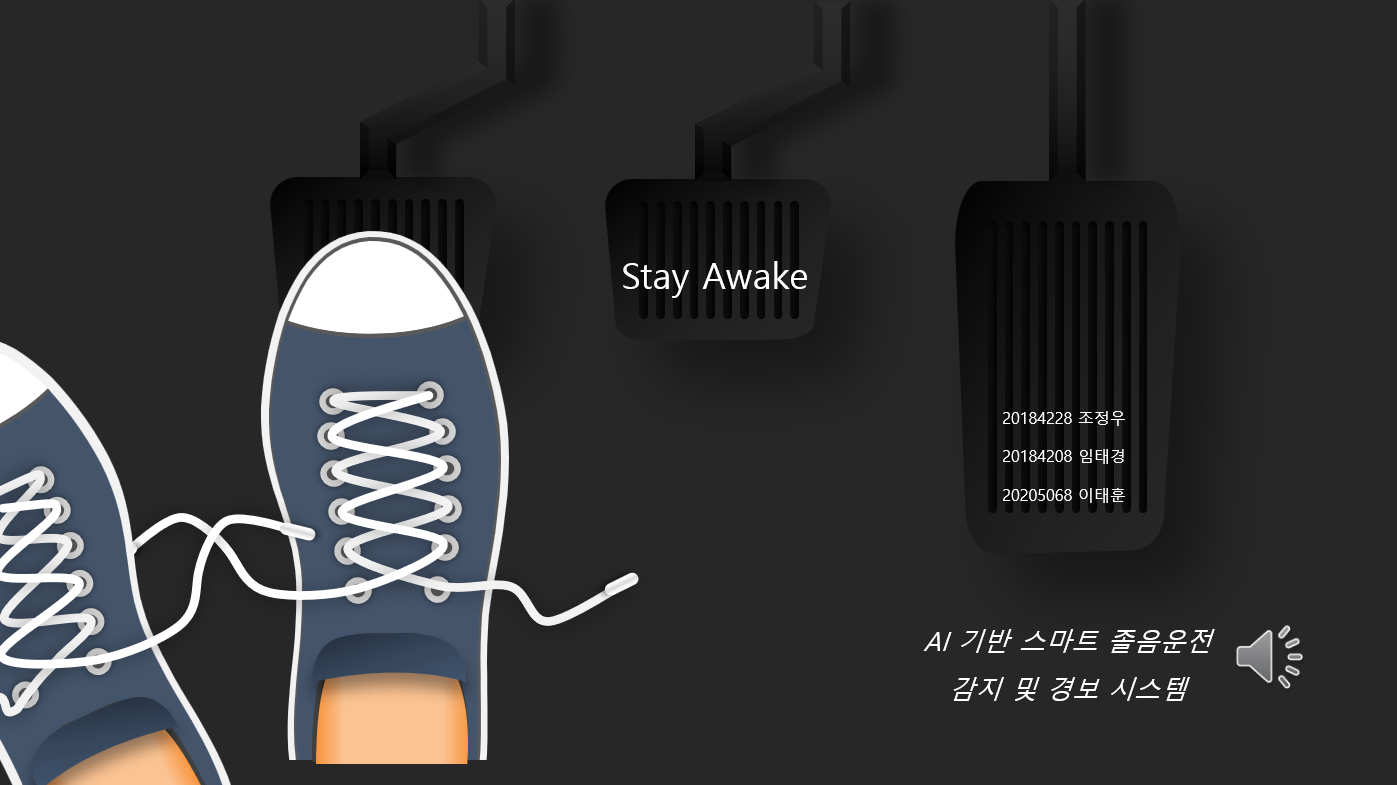 Stay Awake
20184228 조정우
20184208 임태경
20205068 이태훈
AI 기반 스마트 졸음운전
감지 및 경보 시스템